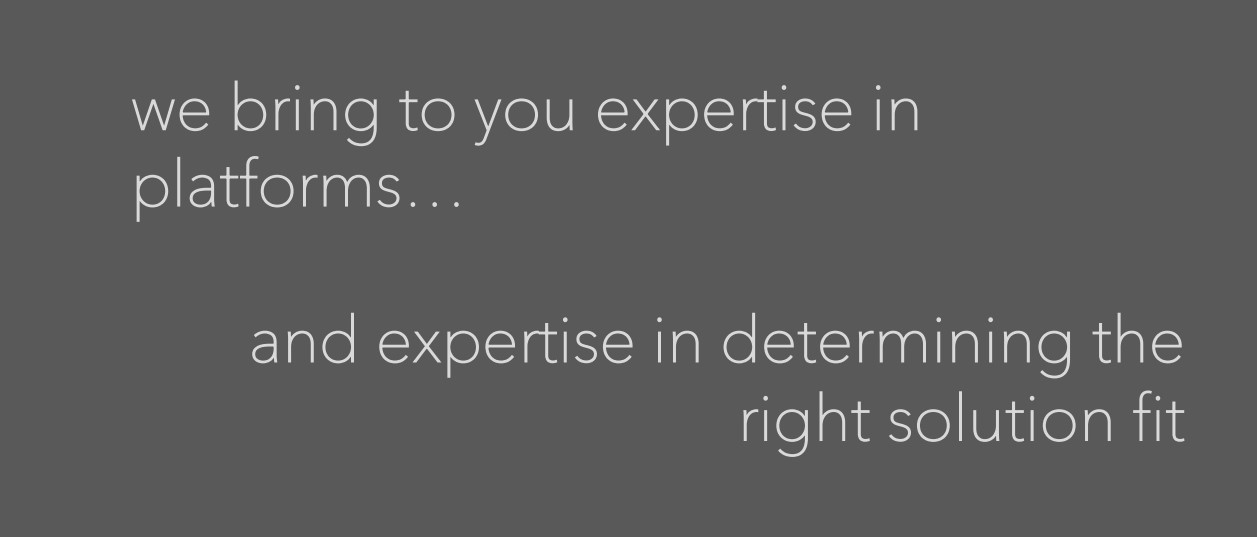 we bring to you expertise in
platforms…
and expertise in determining the
right solution fit